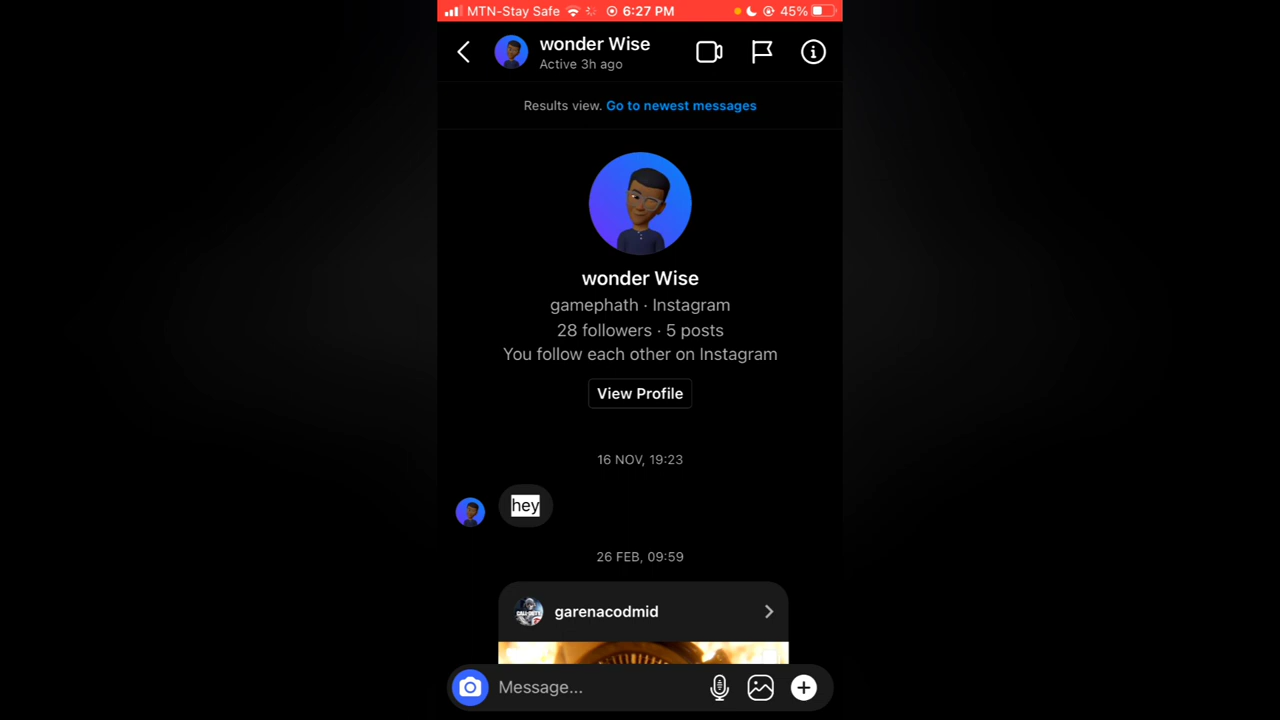 MTN-Stay Safe 6:27 PM 45%
wonder Wise
Active 3h ago
Results view. Go to newest messages
wonder Wise
gamephath · Instagram
28 followers · 5 posts
You follow each other on Instagram
View Profile
16 NOV, 19:23
hey
26 FEB, 09:59
garenacodmid
Message...